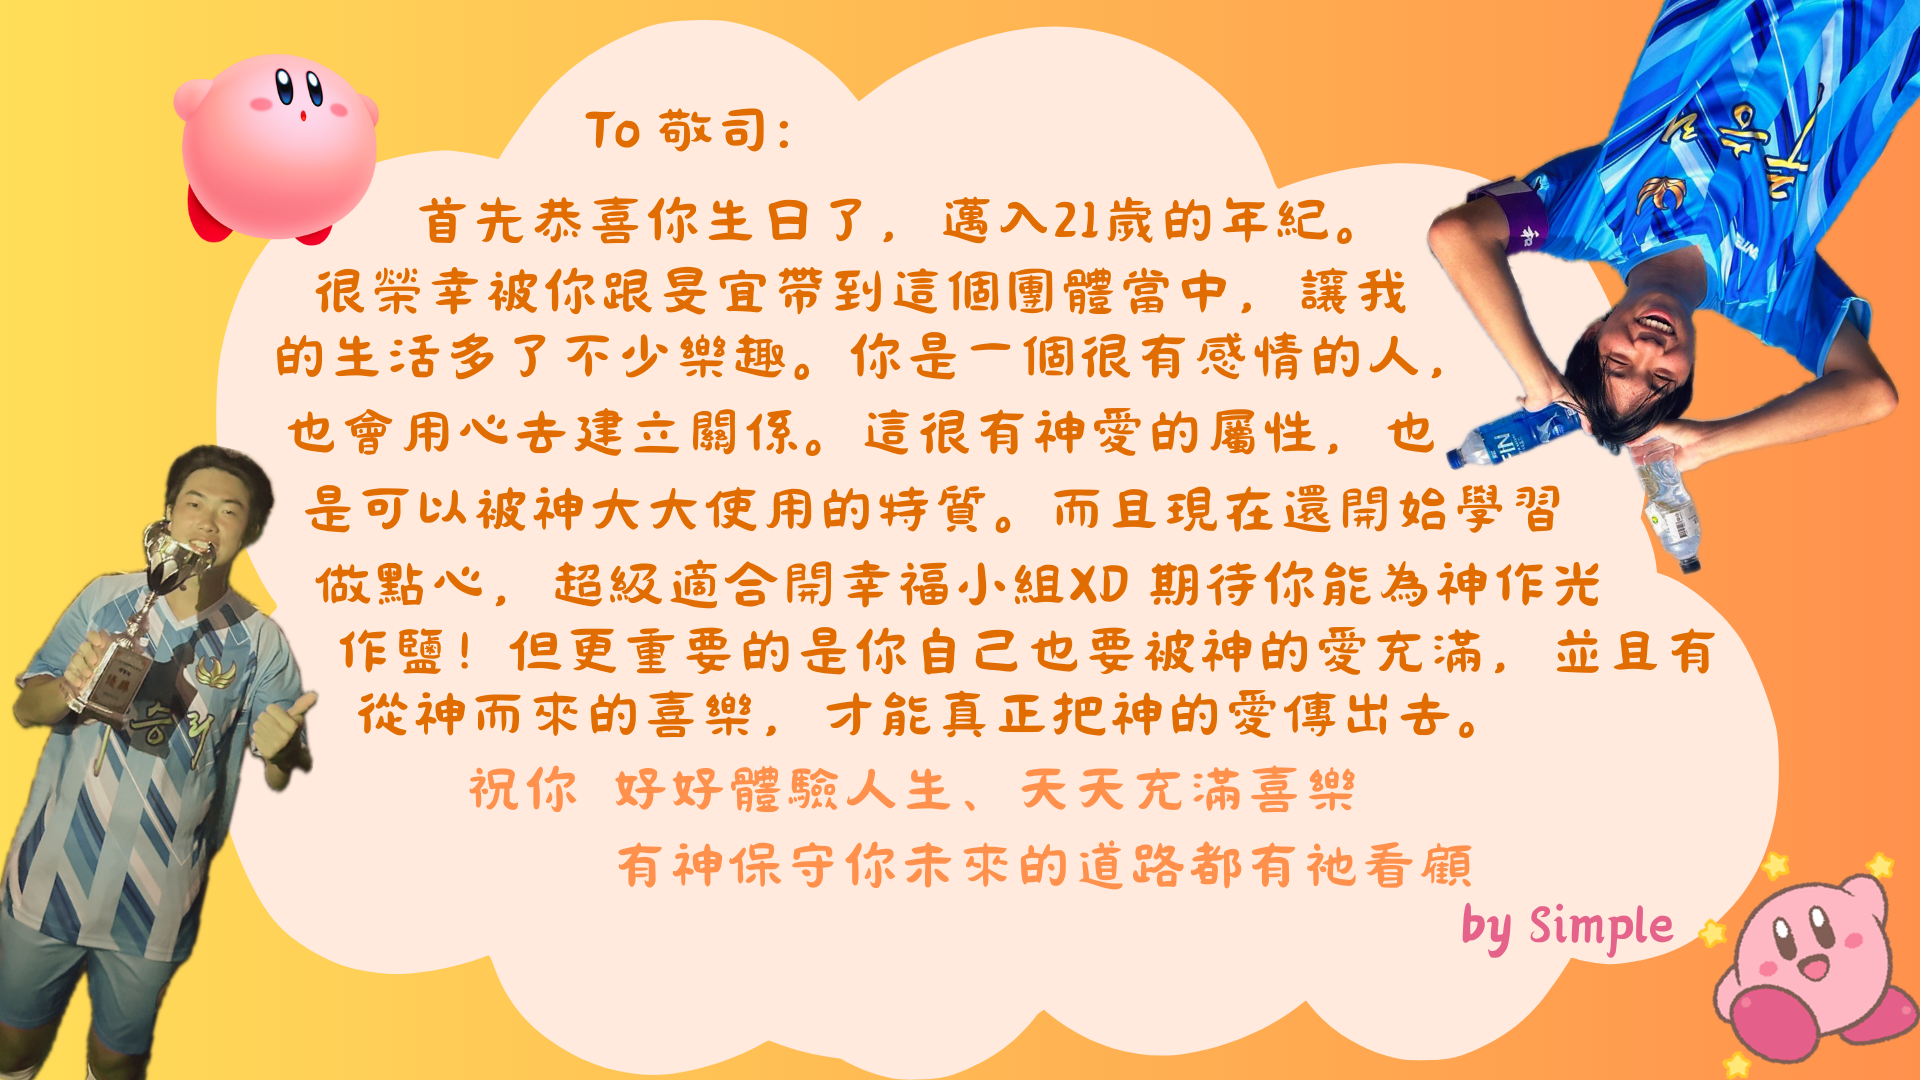 To 敬司：
首先恭喜你生日了，邁入21歲的年紀。
很榮幸被你跟旻宜帶到這個團體當中，讓我
的生活多了不少樂趣。你是一個很有感情的人，
也會用心去建立關係。這很有神愛的屬性，也
是可以被神大大使用的特質。而且現在還開始學習
做點心，超級適合開幸福小組XD 期待你能為神作光
作鹽！但更重要的是你自己也要被神的愛充滿，並且有
從神而來的喜樂，才能真正把神的愛傳出去。
祝你 好好體驗人生、天天充滿喜樂
有神保守你未來的道路都有祂看顧
by Simple
승리